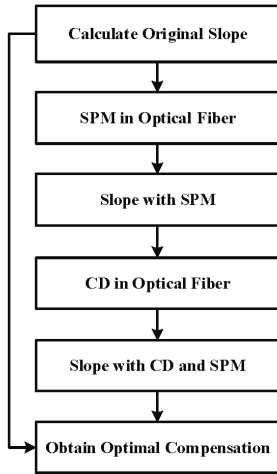 Calculate Original Slope
SPM in Optical Fiber
Slope with SPM
CD in Optical Fiber
Slope with CD and SPM
Obtain Optimal Compensation